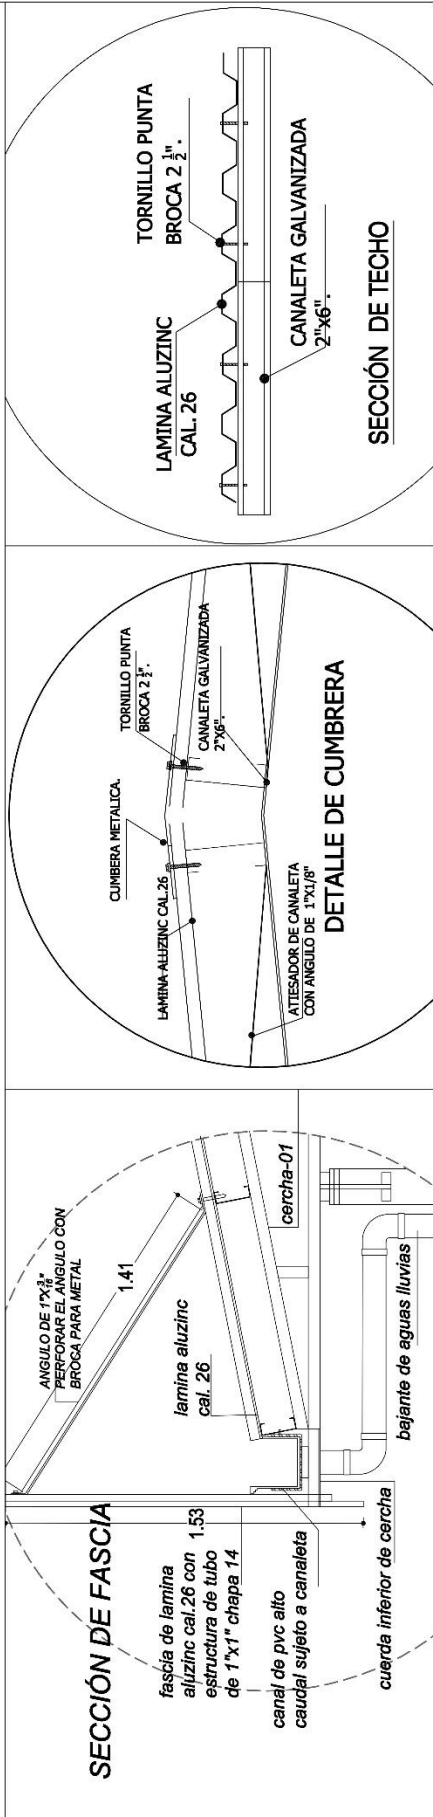 TORNILLO PUNTA
BROCA 2 1/2".
LAMINA ALUZINC
CAL. 26
CANALETA GALVANIZADA
2"x6".
SECCIÓN DE TECHO
TORNILLO PUNTA
BROCA 2 1/2".
CUMBERA METALICA.
LAMINA ALUZINC CAL.26
CANALETA GALVANIZADA
2"X6".
ATIESADOR DE CANALETA
CON ANGULO DE 1"X1/8"
DETALLE DE CUMBRERA
SECCIÓN DE FASCIA
ANGULO DE 1"X3/16"
PERFORAR EL ANGULO CON
BROCA PARA METAL
1.41
1.53
fascia de lamina
aluzinc cal.26 con
estructura de tubo
de 1"x1" chapa 14
lamina aluzinc
cal. 26
canal de pvc alto
caudal sujeto a canaleta
cercha-01
cuerda inferior de cercha
bajante de aguas lluvias